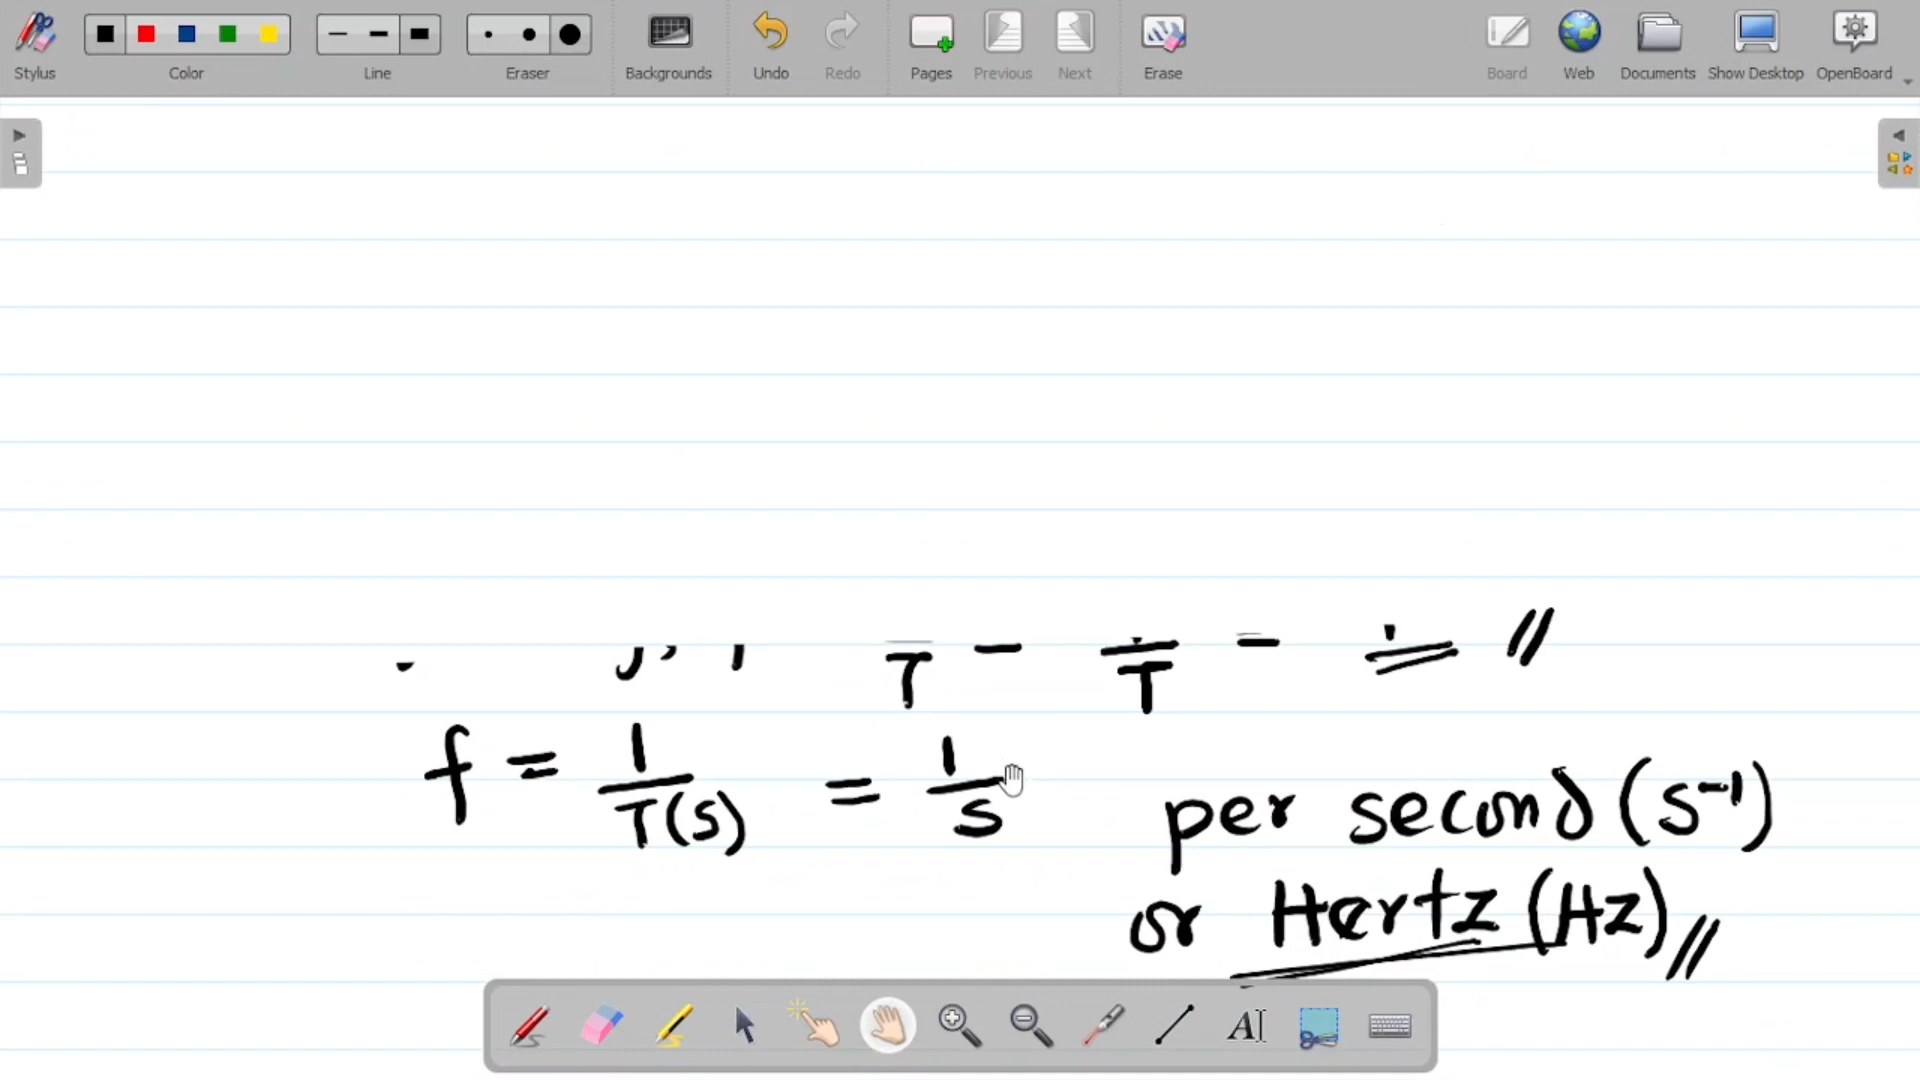 Stylus Color Line Eraser Backgrounds Undo Redo Pages Previous Next Erase Board Web Documents Show Desktop OpenBoard
f = 1/T(s) = 1/s per second (s⁻¹)
or Hertz (Hz) //